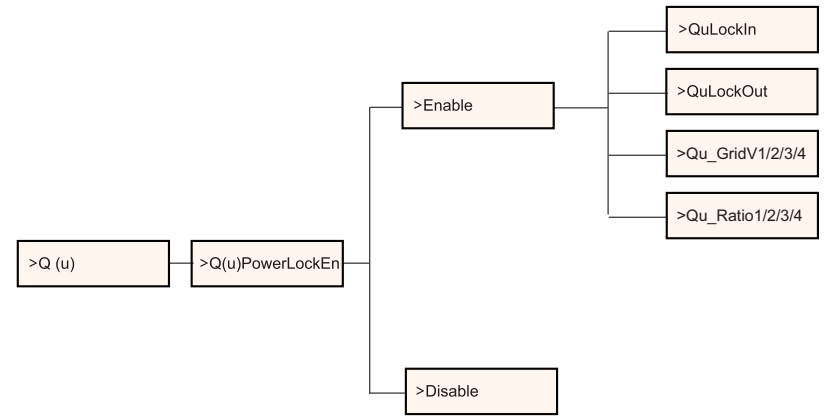 >Q (u)
>Q(u)PowerLockEn
>Enable
>QuLockIn
>QuLockOut
>Qu_GridV1/2/3/4
>Qu_Ratio1/2/3/4
>Disable